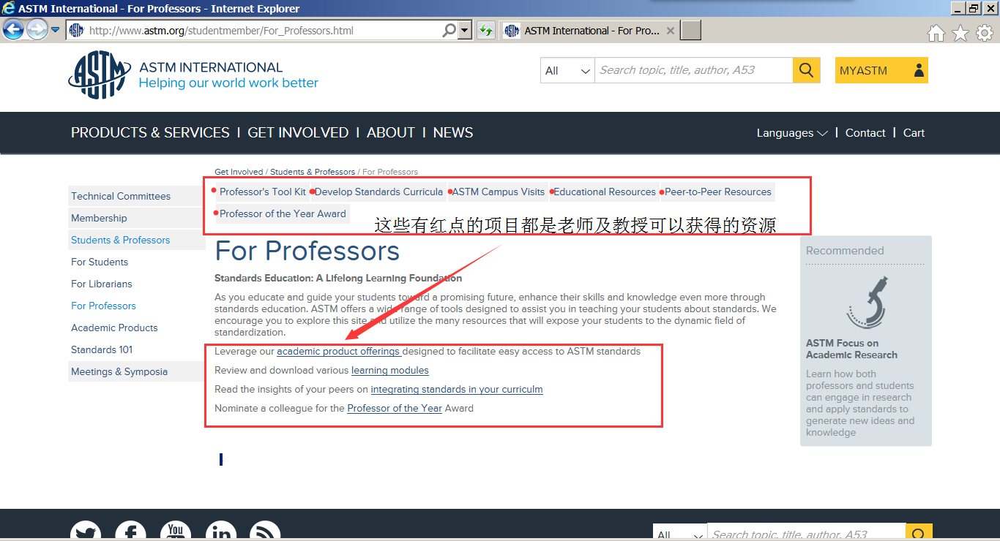 ASTM International - For Professors - Internet Explorer
http://www.astm.org/studentmember/For_Professors.html
ASTM International - For Pro...
ASTM
ASTM INTERNATIONAL
Helping our world work better
All
Search topic, title, author, A53
MYASTM
PRODUCTS & SERVICES | GET INVOLVED | ABOUT | NEWS
Languages | Contact | Cart
Get Involved / Students & Professors / For Professors
Technical Committees
Membership
Students & Professors
For Students
For Librarians
For Professors
Academic Products
Standards 101
Meetings & Symposia
Professor's Tool Kit
Develop Standards Curricula
ASTM Campus Visits
Educational Resources
Peer-to-Peer Resources
Professor of the Year Award
这些有红点的项目都是老师及教授可以获得的资源
For Professors
Standards Education: A Lifelong Learning Foundation
As you educate and guide your students toward a promising future, enhance their skills and knowledge even more through
standards education. ASTM offers a wide range of tools designed to assist you in teaching your students about standards. We
encourage you to explore this site and utilize the many resources that will expose your students to the dynamic field of
standardization.
Leverage our academic product offerings designed to facilitate easy access to ASTM standards
Review and download various learning modules
Read the insights of your peers on integrating standards in your curriculm
Nominate a colleague for the Professor of the Year Award
Recommended
ASTM Focus on
Academic Research
Learn how both
professors and students
can engage in research
and apply standards to
generate new ideas and
knowledge
You
All
Search topic, title, author, A53